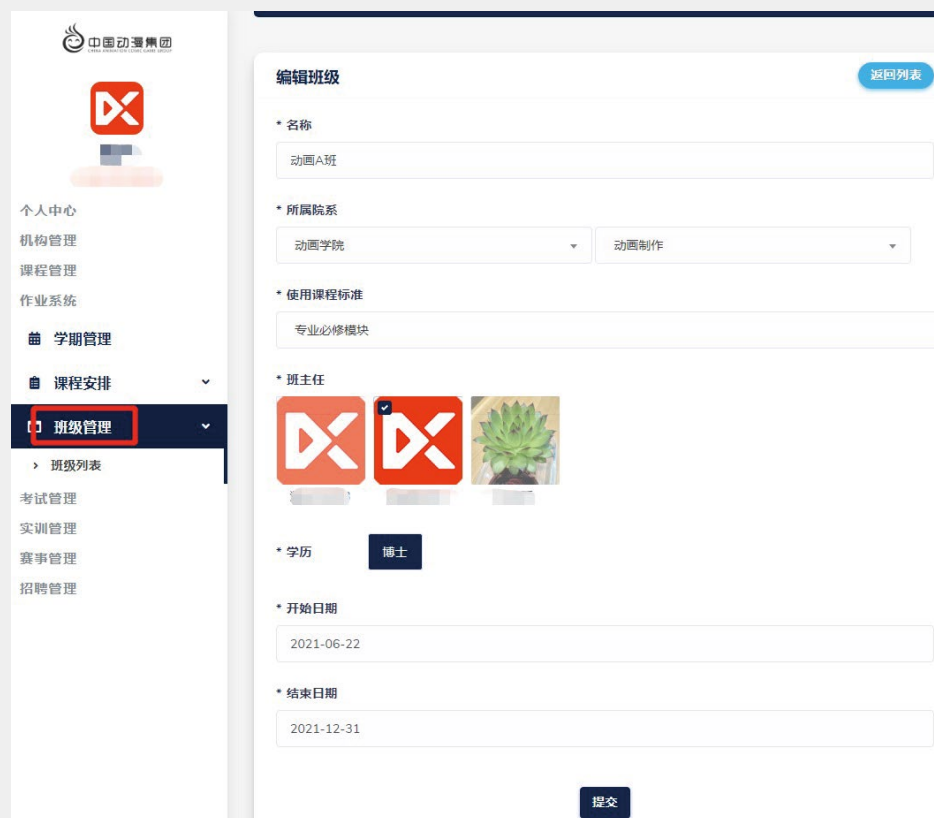 中国动漫集团
个人中心
机构管理
课程管理
作业系统
学期管理
课程安排
班级管理
班级列表
考试管理
实训管理
赛事管理
招聘管理
编辑班级
返回列表
* 名称
动画A班
* 所属院系
动画学院
动画制作
* 使用课程标准
专业必修模块
* 班主任
* 学历
博士
* 开始日期
2021-06-22
* 结束日期
2021-12-31
提交